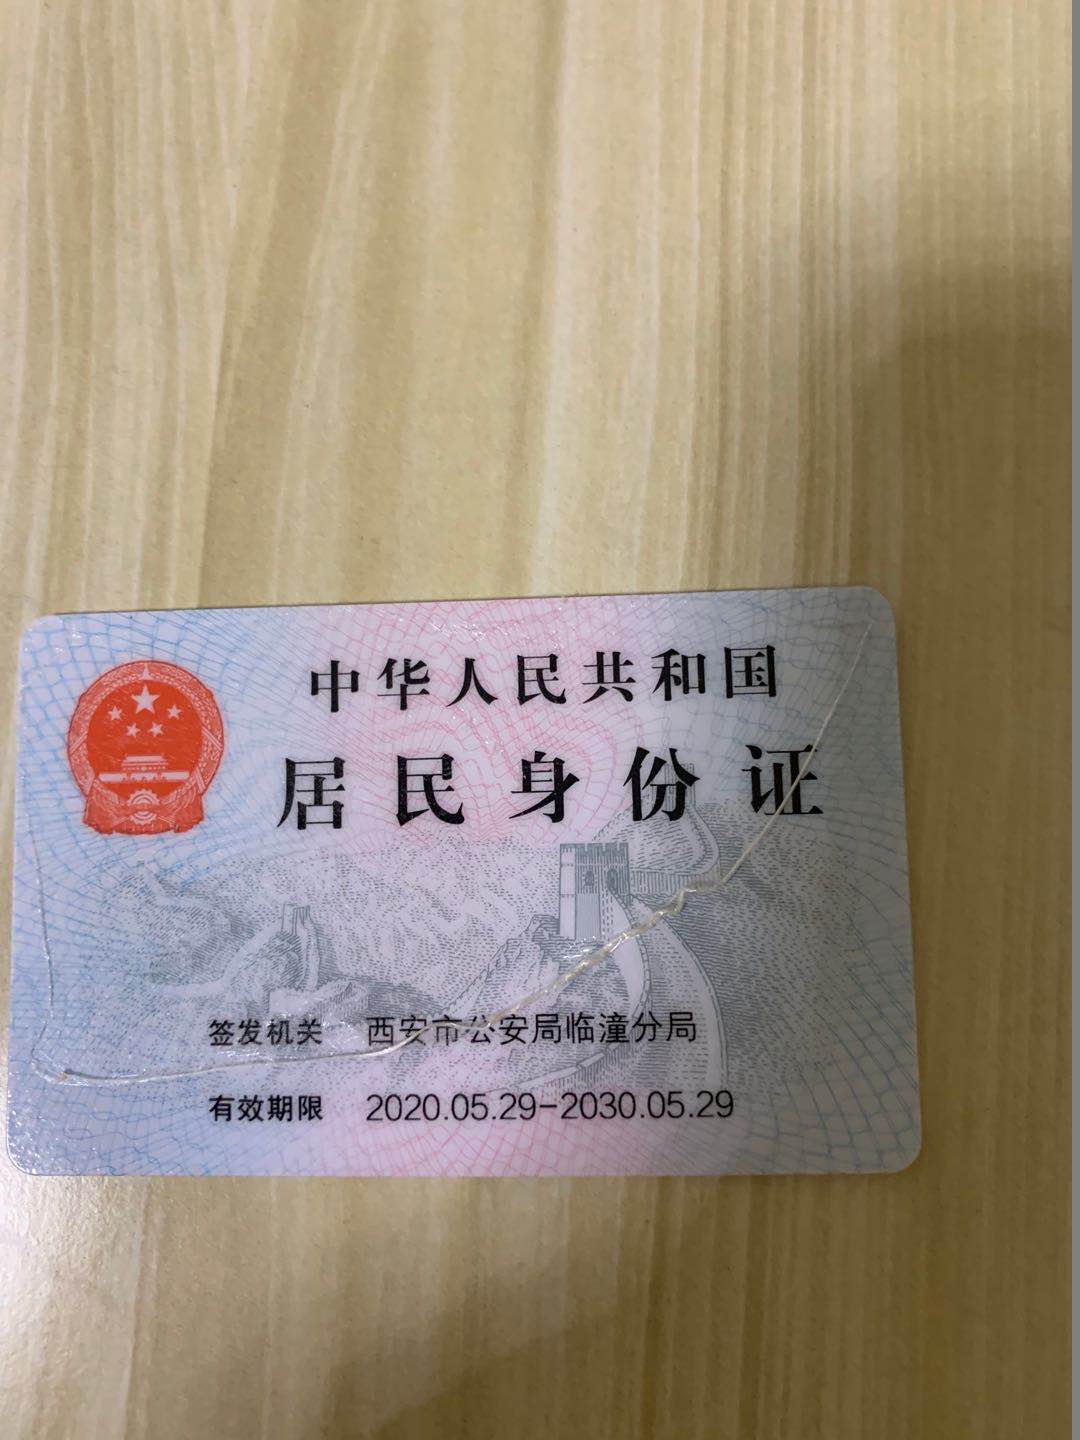 中华人民共和国
居民身份证
签发机关 西安市公安局临潼分局
有效期限 2020.05.29-2030.05.29